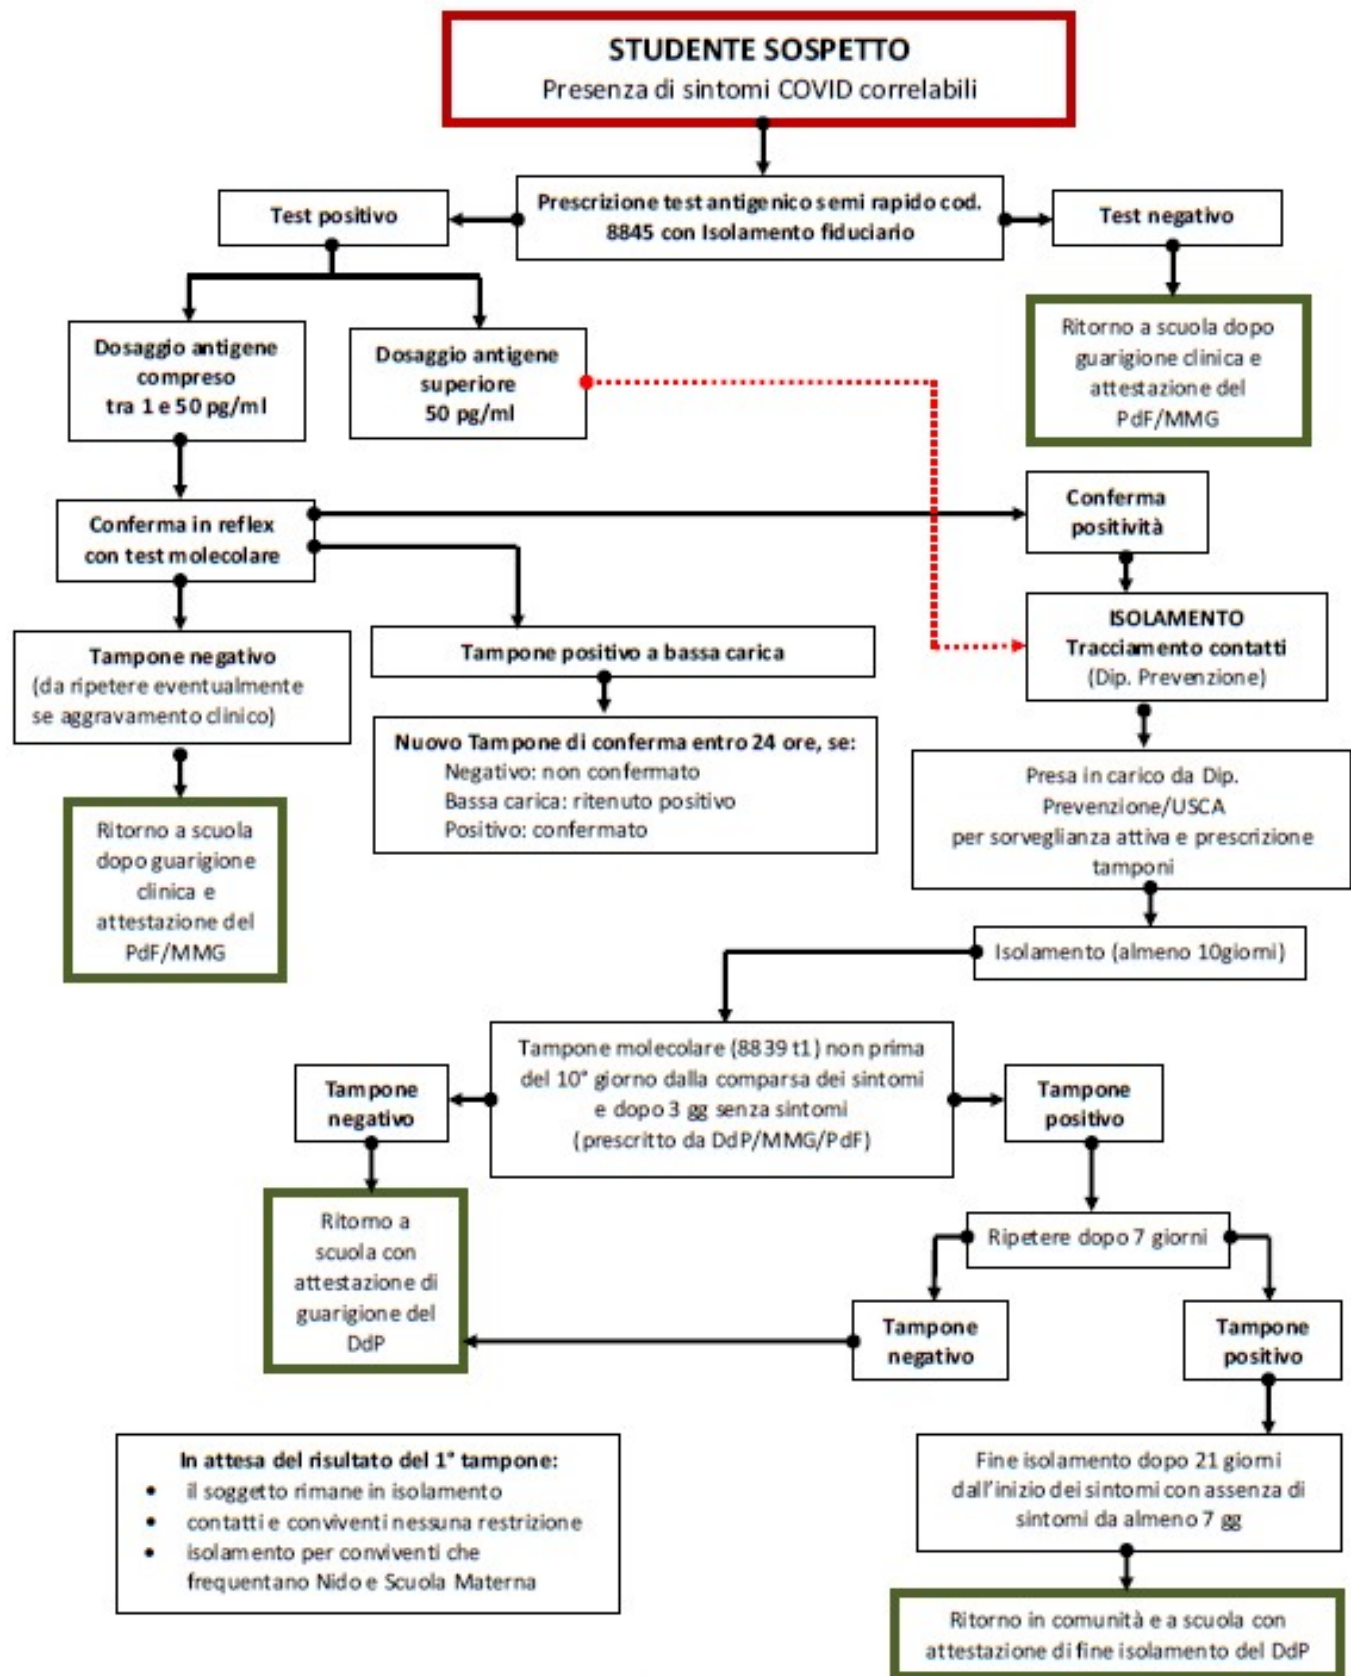 STUDENTE SOSPETTO
Presenza di sintomi COVID correlabili
Test positivo
Prescrizione test antigenico semi rapido cod.
8845 con Isolamento fiduciario
Test negativo
Dosaggio antigene
compreso
tra 1 e 50 pg/ml
Dosaggio antigene
superiore
50 pg/ml
Ritorno a scuola dopo
guarigione clinica e
attestazione del
PdF/MMG
Conferma in reflex
con test molecolare
Conferma
positività
Tampone negativo
(da ripetere eventualmente
se aggravamento clinico)
Tampone positivo a bassa carica
ISOLAMENTO
Tracciamento contatti
(Dip. Prevenzione)
Nuovo Tampone di conferma entro 24 ore, se:
Negativo: non confermato
Bassa carica: ritenuto positivo
Positivo: confermato
Presa in carico da Dip.
Prevenzione/USCA
per sorveglianza attiva e prescrizione
tamponi
Ritorno a scuola
dopo guarigione
clinica e
attestazione del
PdF/MMG
Isolamento (almeno 10giorni)
Tampone molecolare (8839 t1) non prima
del 10° giorno dalla comparsa dei sintomi
e dopo 3 gg senza sintomi
(prescritto da DdP/MMG/PdF)
Tampone
negativo
Tampone
positivo
Ritorno a
scuola con
attestazione di
guarigione del
DdP
Ripetere dopo 7 giorni
Tampone
negativo
Tampone
positivo
In attesa del risultato del 1° tampone:
• il soggetto rimane in isolamento
• contatti e conviventi nessuna restrizione
• isolamento per conviventi che
frequentano Nido e Scuola Materna
Fine isolamento dopo 21 giorni
dall'inizio dei sintomi con assenza di
sintomi da almeno 7 gg
Ritorno in comunità e a scuola con
attestazione di fine isolamento del DdP